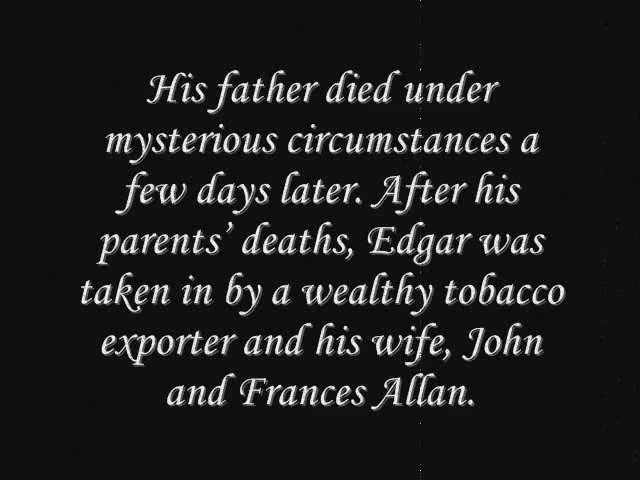 His father died under
mysterious circumstances a
few days later. After his
parents’ deaths, Edgar was
taken in by a wealthy tobacco
exporter and his wife, John
and Frances Allan.